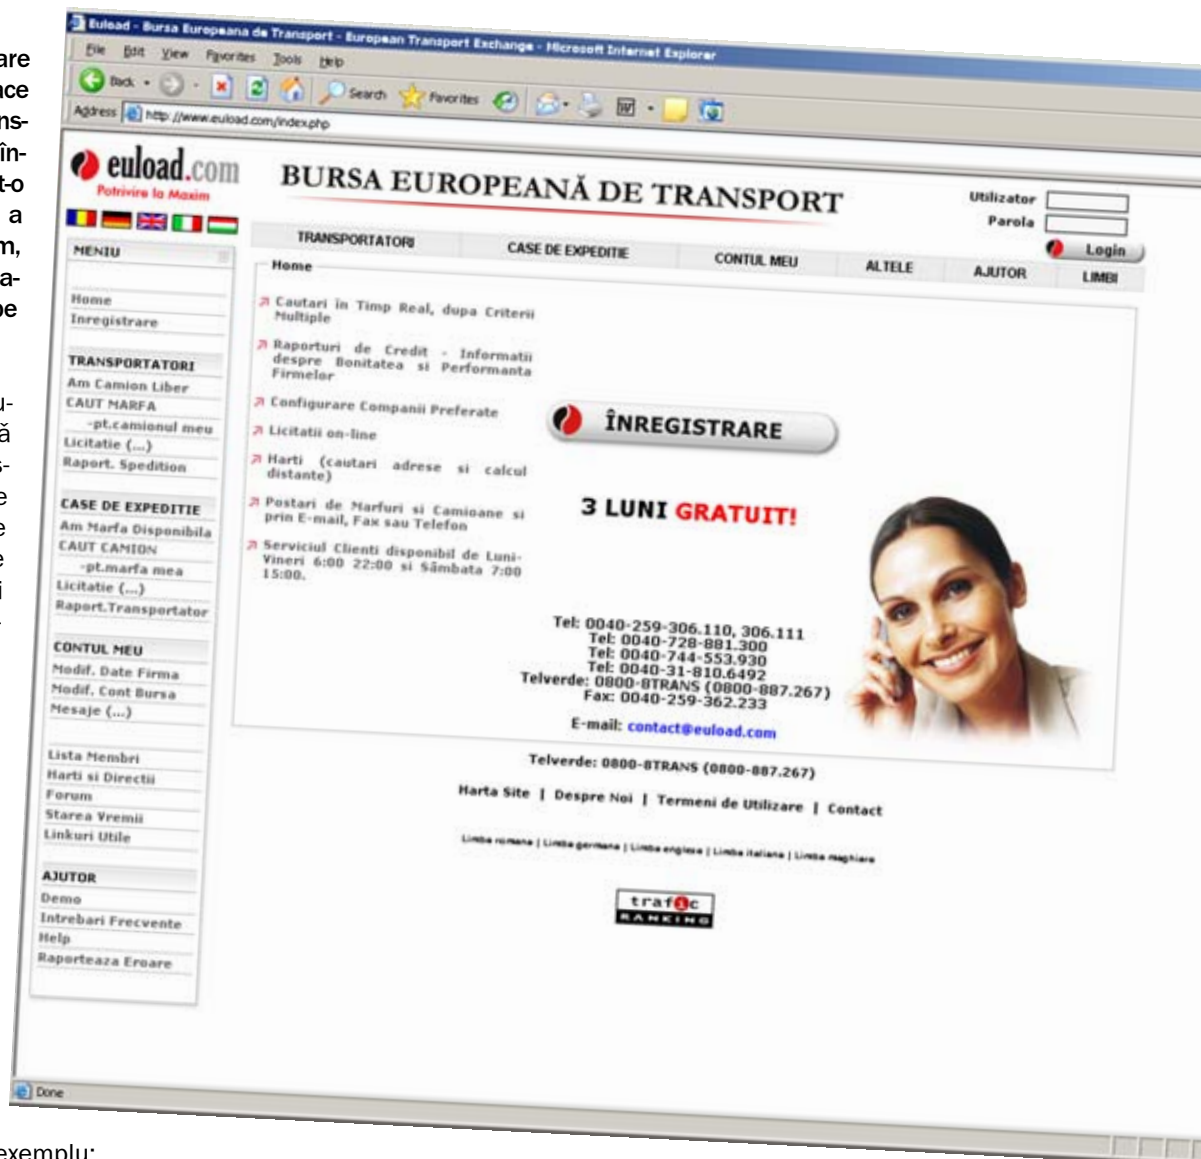 are
ace
ns-
în-
t-o
a
m,
a-
pe
u-
ă
s-
e
e
e
i
Euload - Bursa Europeana de Transport - European Transport Exchange - Microsoft Internet Explorer
File Edit View Favorites Tools Help
Back Search Favorites
Address http://www.euload.com/index.php
euload.com
Potrivire la Maxim
BURSA EUROPEANĂ DE TRANSPORT
Utilizator
Parola
Login
TRANSPORTATORI CASE DE EXPEDITIE CONTUL MEU ALTELE AJUTOR LIMBI
MENIU
Home
Inregistrare
TRANSPORTATORI
Am Camion Liber
CAUT MARFA
-pt.camionul meu
Licitatie (...)
Raport. Spedition
CASE DE EXPEDITIE
Am Marfa Disponibila
CAUT CAMION
-pt.marfa mea
Licitatie (...)
Raport.Transportator
CONTUL MEU
Modif. Date Firma
Modif. Cont Bursa
Mesaje (...)
Lista Membri
Harti si Directii
Forum
Starea Vremii
Linkuri Utile
AJUTOR
Demo
Intrebari Frecvente
Help
Raporteaza Eroare
Home
Cautari în Timp Real, dupa Criterii
Multiple
Raporturi de Credit - Informatii
despre Bonitatea si Performanta
Firmelor
Configurare Companii Preferate
Licitatii on-line
Harti (cautari adrese si calcul
distante)
Postari de Marfuri si Camioane si
prin E-mail, Fax sau Telefon
Serviciul Clienti disponibil de Luni-
Vineri 6:00 22:00 si Sâmbata 7:00
15:00.
ÎNREGISTRARE
3 LUNI GRATUIT!
Tel: 0040-259-306.110, 306.111
Tel: 0040-728-881.300
Tel: 0040-744-553.930
Tel: 0040-31-810.6492
Telverde: 0800-8TRANS (0800-887.267)
Fax: 0040-259-362.233
E-mail: contact@euload.com
Telverde: 0800-8TRANS (0800-887.267)
Harta Site | Despre Noi | Termeni de Utilizare | Contact
Limba romana | Limba germana | Limba engleza | Limba italiana | Limba maghiara
trafic
RANKING
Done
exemplu: